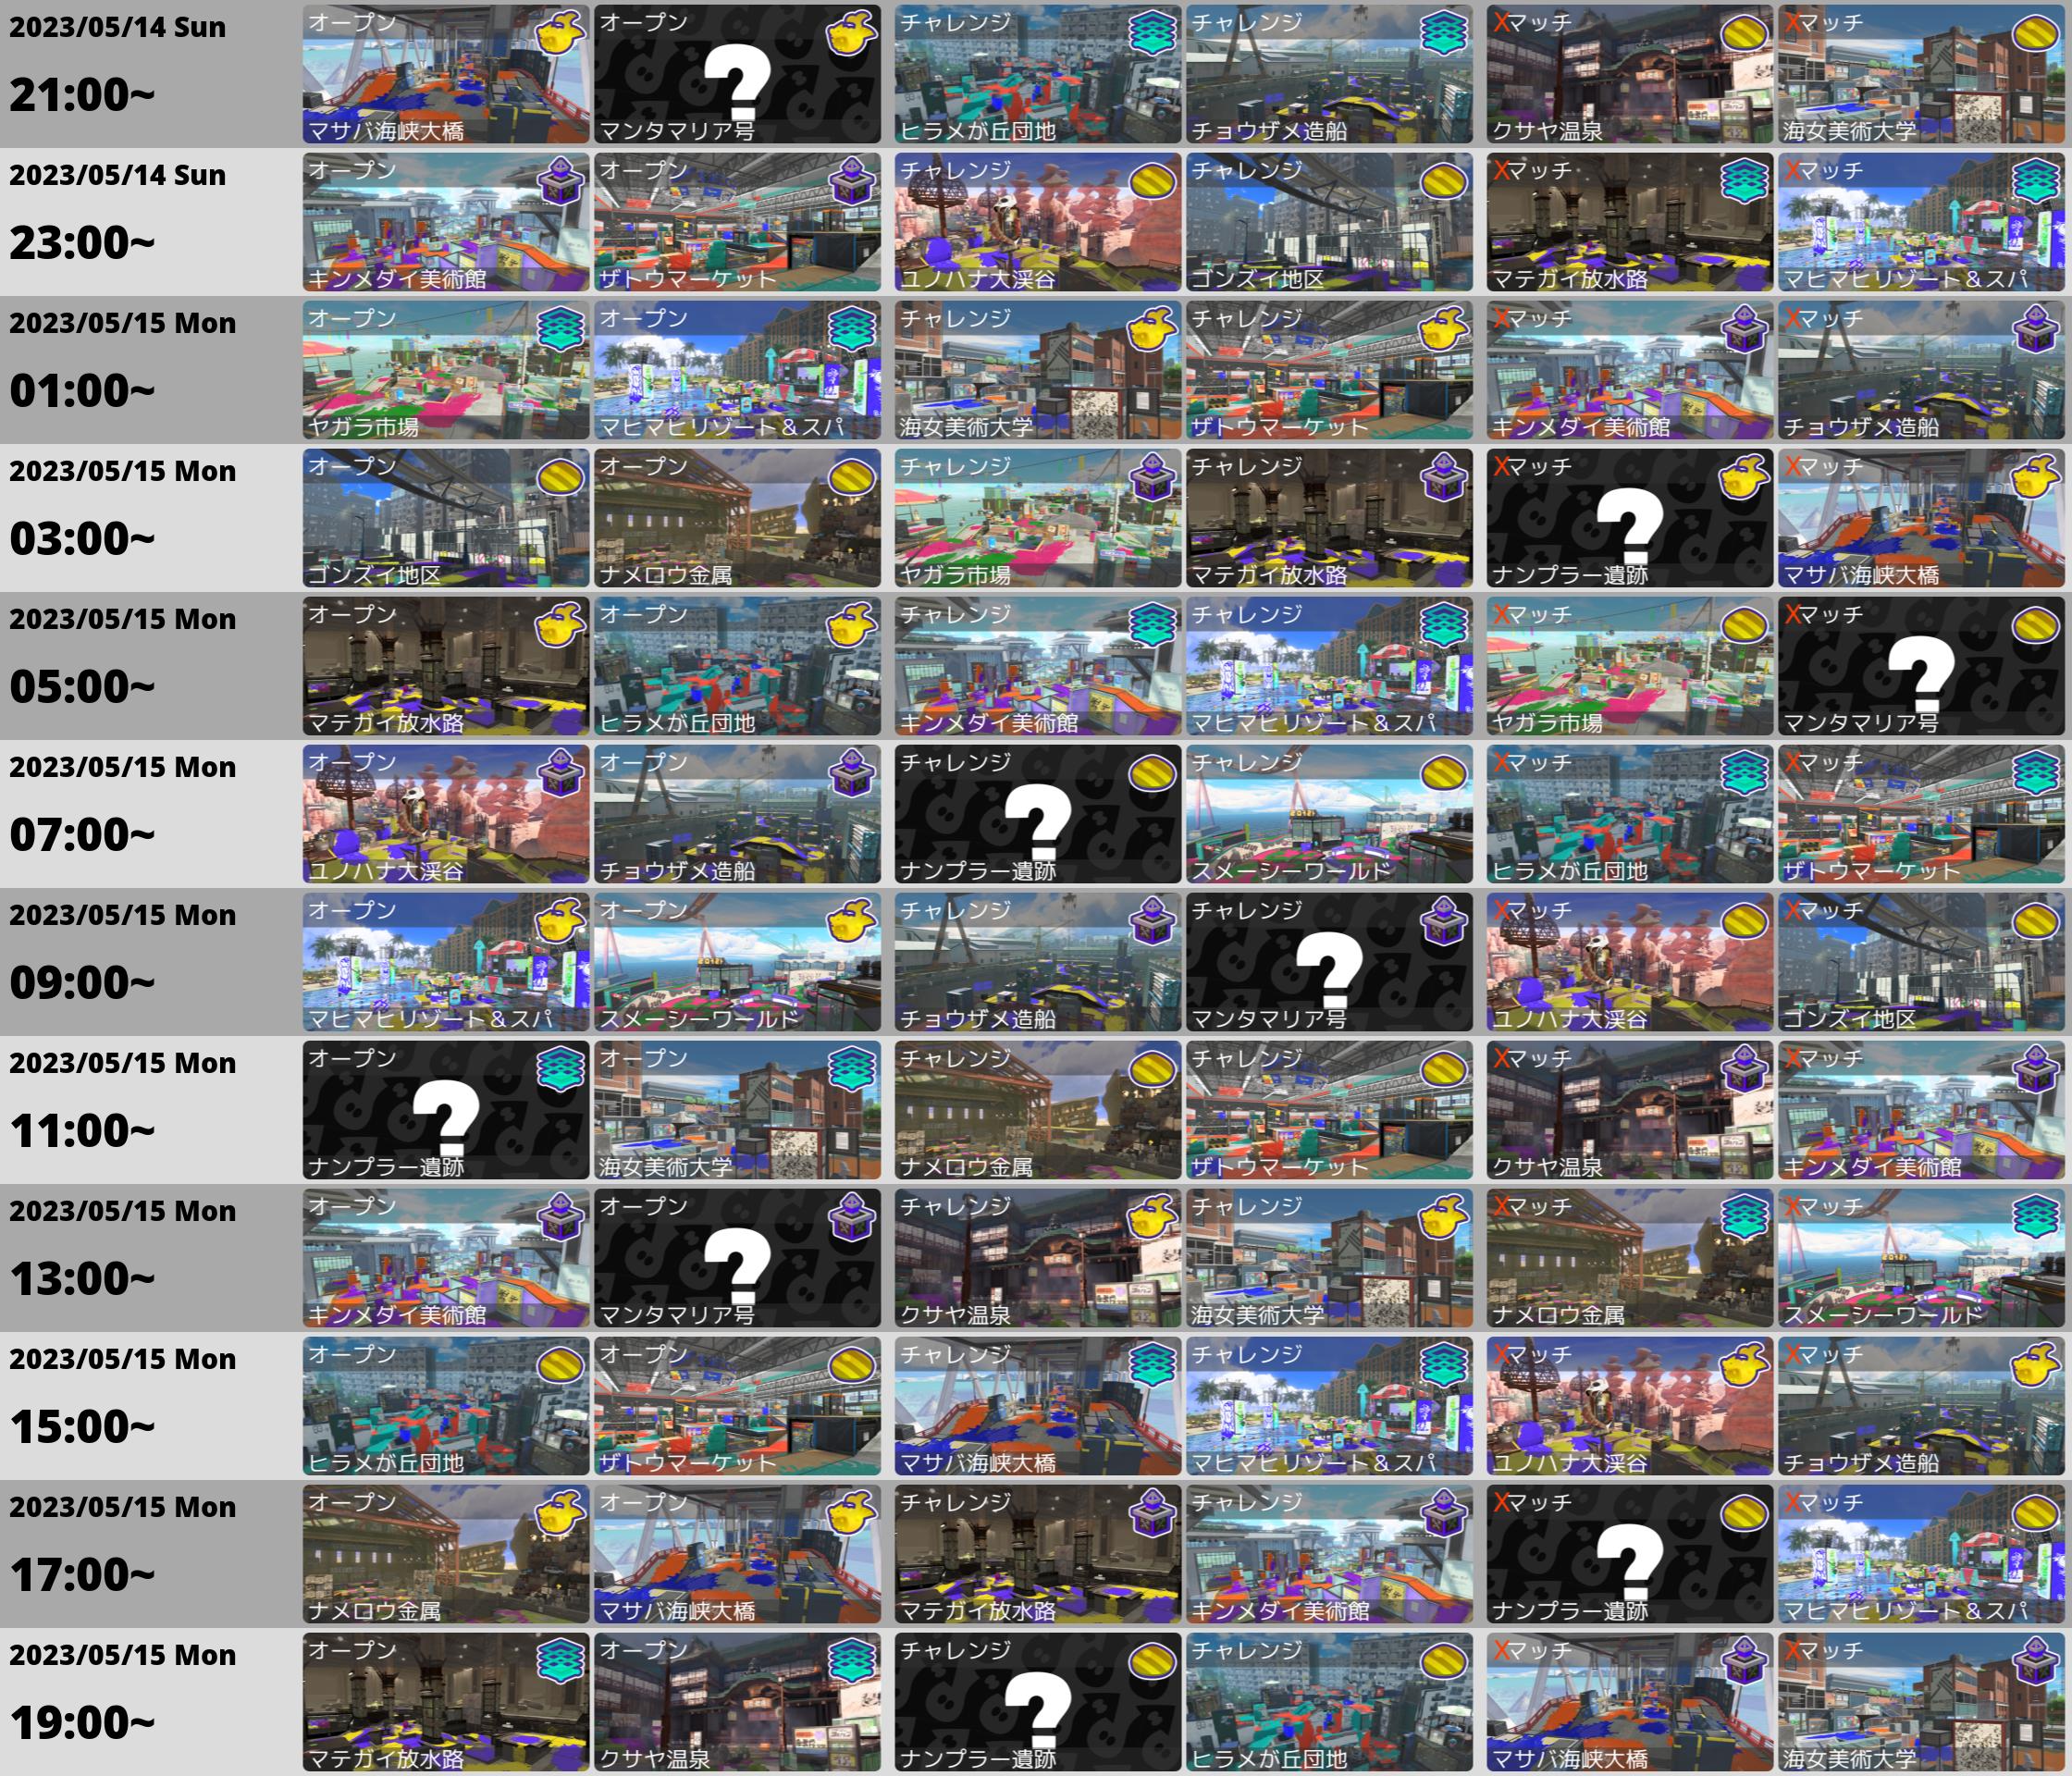 2023/05/14 Sun
21:00~
オープン オープン チャレンジ チャレンジ Xマッチ Xマッチ
マサバ海峡大橋 マンタマリア号 ヒラメが丘団地 チョウザメ造船 クサヤ温泉 海女美術大学
2023/05/14 Sun
23:00~
オープン オープン チャレンジ チャレンジ Xマッチ Xマッチ
キンメダイ美術館 ザトウマーケット ユノハナ大渓谷 ゴンズイ地区 マテガイ放水路 マヒマヒリゾート＆スパ
2023/05/15 Mon
01:00~
オープン オープン チャレンジ チャレンジ Xマッチ Xマッチ
ヤガラ市場 マヒマヒリゾート＆スパ 海女美術大学 ザトウマーケット キンメダイ美術館 チョウザメ造船
2023/05/15 Mon
03:00~
オープン オープン チャレンジ チャレンジ Xマッチ Xマッチ
ゴンズイ地区 ナメロウ金属 ヤガラ市場 マテガイ放水路 ナンプラー遺跡 マサバ海峡大橋
2023/05/15 Mon
05:00~
オープン オープン チャレンジ チャレンジ Xマッチ Xマッチ
マテガイ放水路 ヒラメが丘団地 キンメダイ美術館 マヒマヒリゾート＆スパ ヤガラ市場 マンタマリア号
2023/05/15 Mon
07:00~
オープン オープン チャレンジ チャレンジ Xマッチ Xマッチ
ユノハナ大渓谷 チョウザメ造船 ナンプラー遺跡 スメーシーワールド ヒラメが丘団地 ザトウマーケット
2023/05/15 Mon
09:00~
オープン オープン チャレンジ チャレンジ Xマッチ Xマッチ
マヒマヒリゾート＆スパ スメーシーワールド チョウザメ造船 マンタマリア号 ユノハナ大渓谷 ゴンズイ地区
2023/05/15 Mon
11:00~
オープン オープン チャレンジ チャレンジ Xマッチ Xマッチ
ナンプラー遺跡 海女美術大学 ナメロウ金属 ザトウマーケット クサヤ温泉 キンメダイ美術館
2023/05/15 Mon
13:00~
オープン オープン チャレンジ チャレンジ Xマッチ Xマッチ
キンメダイ美術館 マンタマリア号 クサヤ温泉 海女美術大学 ナメロウ金属 スメーシーワールド
2023/05/15 Mon
15:00~
オープン オープン チャレンジ チャレンジ Xマッチ Xマッチ
ヒラメが丘団地 ザトウマーケット マサバ海峡大橋 マヒマヒリゾート＆スパ ユノハナ大渓谷 チョウザメ造船
2023/05/15 Mon
17:00~
オープン オープン チャレンジ チャレンジ Xマッチ Xマッチ
ナメロウ金属 マサバ海峡大橋 マテガイ放水路 キンメダイ美術館 ナンプラー遺跡 マヒマヒリゾート＆スパ
2023/05/15 Mon
19:00~
オープン オープン チャレンジ チャレンジ Xマッチ Xマッチ
マテガイ放水路 クサヤ温泉 ナンプラー遺跡 ヒラメが丘団地 マサバ海峡大橋 海女美術大学